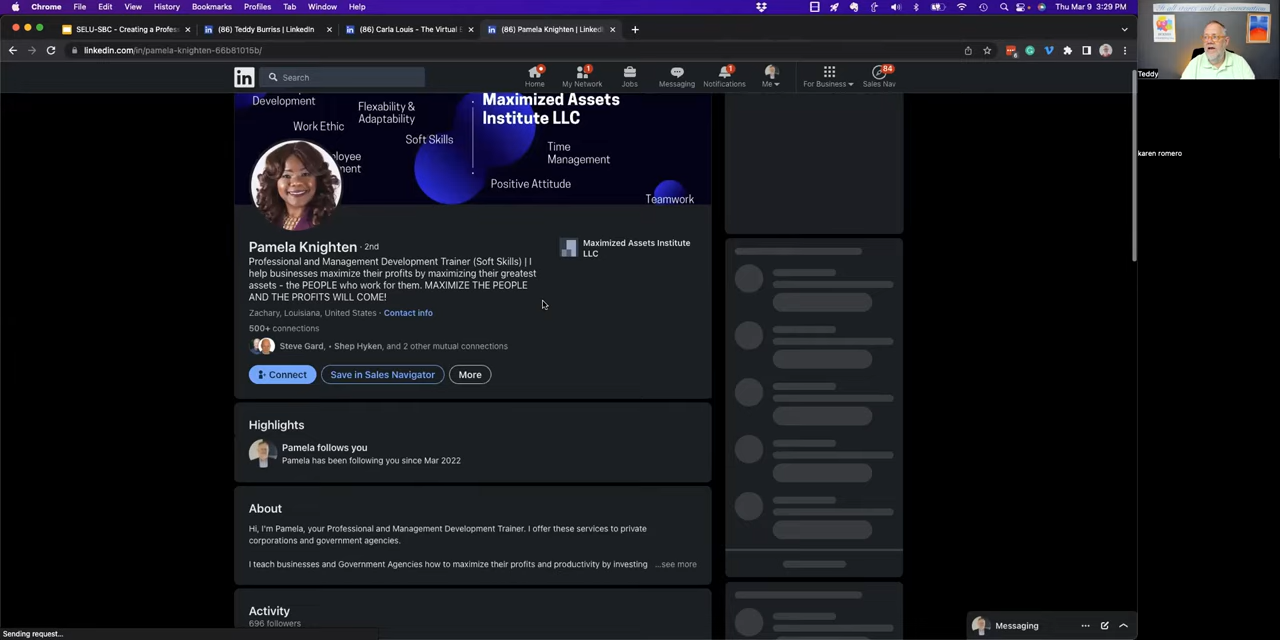 Chrome File Edit View History Bookmarks Profiles Tab Window Help
Thu Mar 9 3:29 PM
SELU-SBC - Creating a Profess
(86) Teddy Burriss | LinkedIn
(86) Carla Louis - The Virtual E
(86) Pamela Knighten | LinkedI
linkedin.com/in/pamela-knighten-66b81015b/
Teddy
karen romero
Search
Home
My Network
Jobs
Messaging
Notifications
Me
For Business
Sales Nav
1
1
84
Development
Flexability &
Adaptability
Work Ethic
Soft Skills
Maximized Assets
Institute LLC
Time
Management
Positive Attitude
Teamwork
Pamela Knighten · 2nd
Professional and Management Development Trainer (Soft Skills) | I
help businesses maximize their profits by maximizing their greatest
assets - the PEOPLE who work for them. MAXIMIZE THE PEOPLE
AND THE PROFITS WILL COME!
Maximized Assets Institute
LLC
Zachary, Louisiana, United States · Contact info
500+ connections
Steve Gard, • Shep Hyken, and 2 other mutual connections
Connect
Save in Sales Navigator
More
Highlights
Pamela follows you
Pamela has been following you since Mar 2022
About
Hi, I'm Pamela, your Professional and Management Development Trainer. I offer these services to private
corporations and government agencies.
I teach businesses and Government Agencies how to maximize their profits and productivity by investing ...see more
Activity
696 followers
Messaging
Sending request...